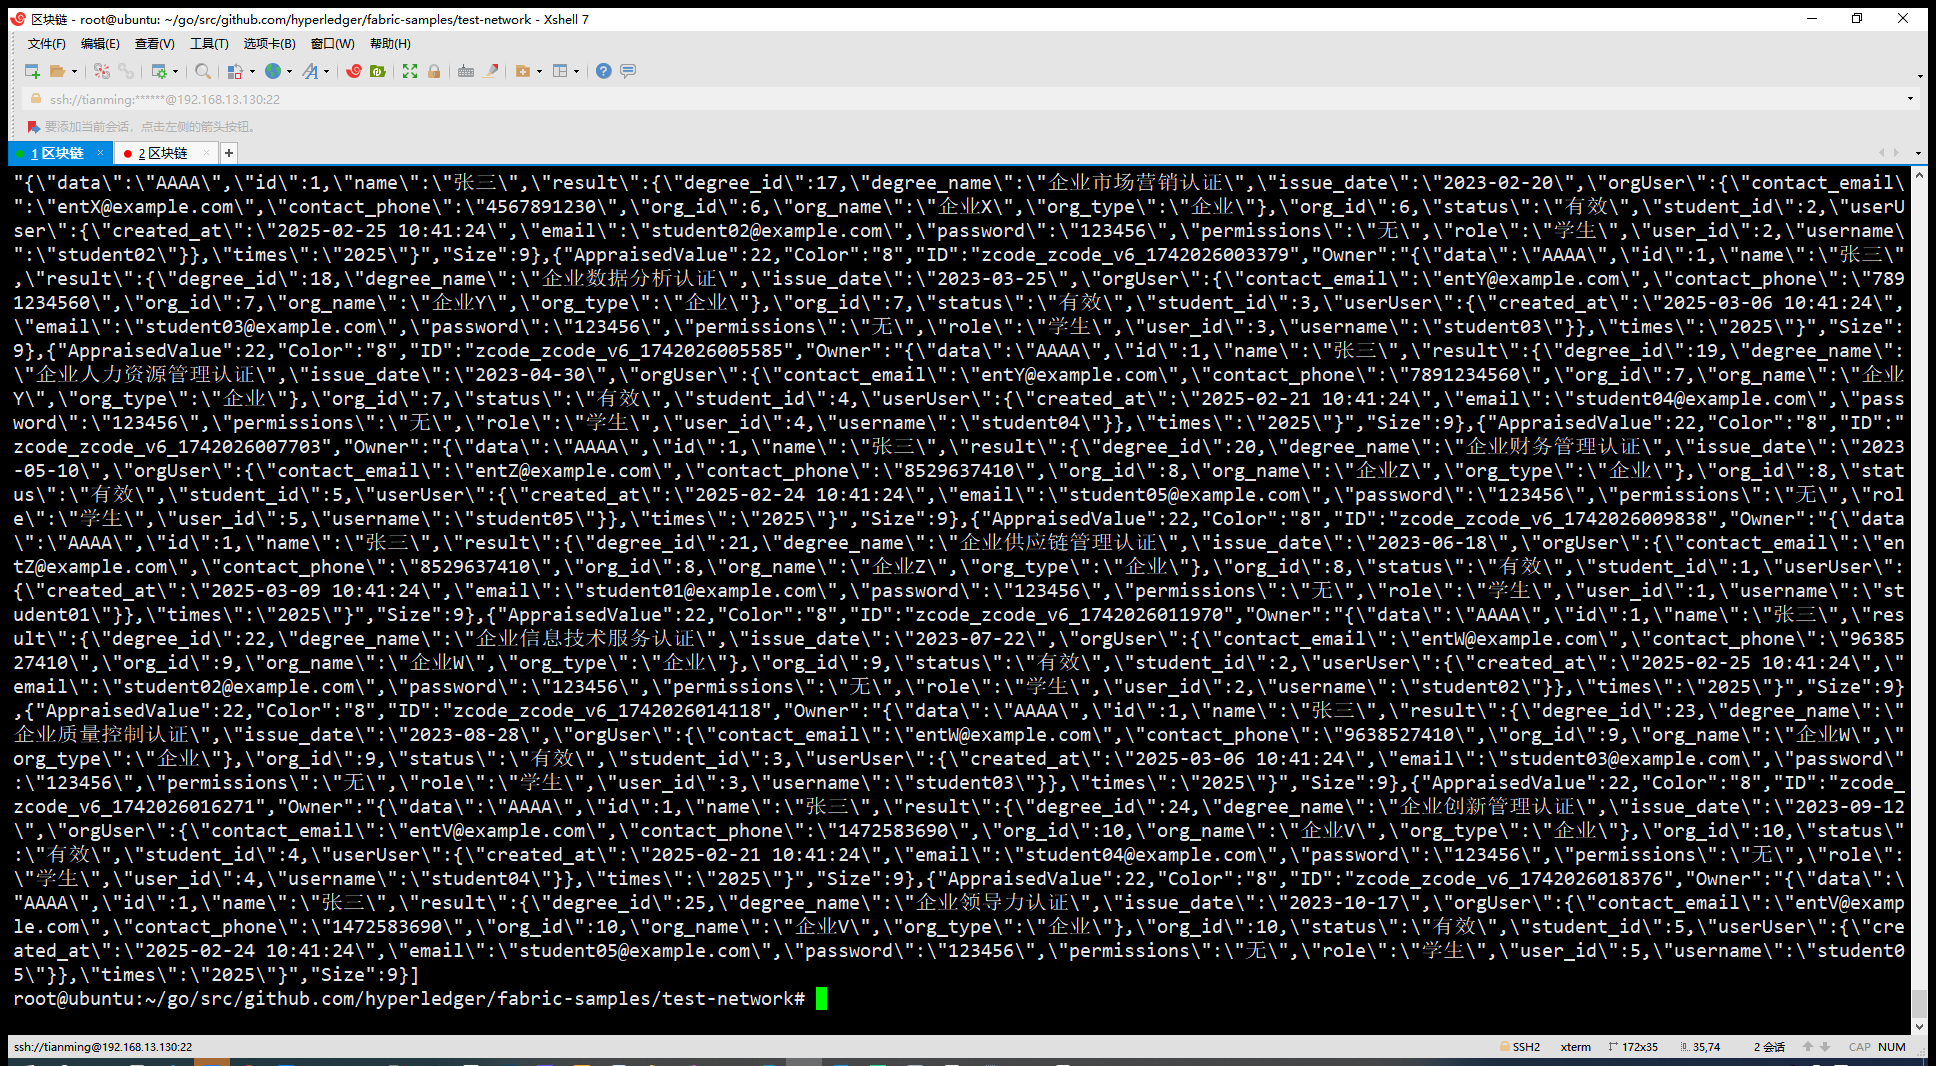 区块链 - root@ubuntu: ~/go/src/github.com/hyperledger/fabric-samples/test-network - Xshell 7
文件(F) 编辑(E) 查看(V) 工具(T) 选项卡(B) 窗口(W) 帮助(H)
ssh://tianming:******@192.168.13.130:22
要添加当前会话，点击左侧的箭头按钮。
1 区块链 × 2 区块链 × +
"{\"data\":\"AAAA\",\"id\":1,\"name\":\"张三\",\"result\":{\"degree_id\":17,\"degree_name\":\"企业市场营销认证\",\"issue_date\":\"2023-02-20\",\"orgUser\":{\"contact_email\
":\"entX@example.com\",\"contact_phone\":\"4567891230\",\"org_id\":6,\"org_name\":\"企业X\",\"org_type\":\"企业\"},\"org_id\":6,\"status\":\"有效\",\"student_id\":2,\"userU
ser\":{\"created_at\":\"2025-02-25 10:41:24\",\"email\":\"student02@example.com\",\"password\":\"123456\",\"permissions\":\"无\",\"role\":\"学生\",\"user_id\":2,\"username\
":\"student02\"}},\"times\":\"2025\"}","Size":9},{"AppraisedValue":22,"Color":"8","ID":"zcode_zcode_v6_1742026003379","Owner":"{\"data\":\"AAAA\",\"id\":1,\"name\":\"张三\"
,\"result\":{\"degree_id\":18,\"degree_name\":\"企业数据分析认证\",\"issue_date\":\"2023-03-25\",\"orgUser\":{\"contact_email\":\"entY@example.com\",\"contact_phone\":\"789
1234560\",\"org_id\":7,\"org_name\":\"企业Y\",\"org_type\":\"企业\"},\"org_id\":7,\"status\":\"有效\",\"student_id\":3,\"userUser\":{\"created_at\":\"2025-03-06 10:41:24\",
\"email\":\"student03@example.com\",\"password\":\"123456\",\"permissions\":\"无\",\"role\":\"学生\",\"user_id\":3,\"username\":\"student03\"}},\"times\":\"2025\"}","Size":
9},{"AppraisedValue":22,"Color":"8","ID":"zcode_zcode_v6_1742026005585","Owner":"{\"data\":\"AAAA\",\"id\":1,\"name\":\"张三\",\"result\":{\"degree_id\":19,\"degree_name\":
\"企业人力资源管理认证\",\"issue_date\":\"2023-04-30\",\"orgUser\":{\"contact_email\":\"entY@example.com\",\"contact_phone\":\"7891234560\",\"org_id\":7,\"org_name\":\"企业
Y\",\"org_type\":\"企业\"},\"org_id\":7,\"status\":\"有效\",\"student_id\":4,\"userUser\":{\"created_at\":\"2025-02-21 10:41:24\",\"email\":\"student04@example.com\",\"pass
word\":\"123456\",\"permissions\":\"无\",\"role\":\"学生\",\"user_id\":4,\"username\":\"student04\"}},\"times\":\"2025\"}","Size":9},{"AppraisedValue":22,"Color":"8","ID":"
zcode_zcode_v6_1742026007703","Owner":"{\"data\":\"AAAA\",\"id\":1,\"name\":\"张三\",\"result\":{\"degree_id\":20,\"degree_name\":\"企业财务管理认证\",\"issue_date\":\"2023
-05-10\",\"orgUser\":{\"contact_email\":\"entZ@example.com\",\"contact_phone\":\"8529637410\",\"org_id\":8,\"org_name\":\"企业Z\",\"org_type\":\"企业\"},\"org_id\":8,\"stat
us\":\"有效\",\"student_id\":5,\"userUser\":{\"created_at\":\"2025-02-24 10:41:24\",\"email\":\"student05@example.com\",\"password\":\"123456\",\"permissions\":\"无\",\"rol
e\":\"学生\",\"user_id\":5,\"username\":\"student05\"}},\"times\":\"2025\"}","Size":9},{"AppraisedValue":22,"Color":"8","ID":"zcode_zcode_v6_1742026009838","Owner":"{\"data
\":\"AAAA\",\"id\":1,\"name\":\"张三\",\"result\":{\"degree_id\":21,\"degree_name\":\"企业供应链管理认证\",\"issue_date\":\"2023-06-18\",\"orgUser\":{\"contact_email\":\"en
tZ@example.com\",\"contact_phone\":\"8529637410\",\"org_id\":8,\"org_name\":\"企业Z\",\"org_type\":\"企业\"},\"org_id\":8,\"status\":\"有效\",\"student_id\":1,\"userUser\":
{\"created_at\":\"2025-03-09 10:41:24\",\"email\":\"student01@example.com\",\"password\":\"123456\",\"permissions\":\"无\",\"role\":\"学生\",\"user_id\":1,\"username\":\"st
udent01\"}},\"times\":\"2025\"}","Size":9},{"AppraisedValue":22,"Color":"8","ID":"zcode_zcode_v6_1742026011970","Owner":"{\"data\":\"AAAA\",\"id\":1,\"name\":\"张三\",\"res
ult\":{\"degree_id\":22,\"degree_name\":\"企业信息技术服务认证\",\"issue_date\":\"2023-07-22\",\"orgUser\":{\"contact_email\":\"entW@example.com\",\"contact_phone\":\"9638
527410\",\"org_id\":9,\"org_name\":\"企业W\",\"org_type\":\"企业\"},\"org_id\":9,\"status\":\"有效\",\"student_id\":2,\"userUser\":{\"created_at\":\"2025-02-25 10:41:24\",\"
email\":\"student02@example.com\",\"password\":\"123456\",\"permissions\":\"无\",\"role\":\"学生\",\"user_id\":2,\"username\":\"student02\"}},\"times\":\"2025\"}","Size":9}
,{"AppraisedValue":22,"Color":"8","ID":"zcode_zcode_v6_1742026014118","Owner":"{\"data\":\"AAAA\",\"id\":1,\"name\":\"张三\",\"result\":{\"degree_id\":23,\"degree_name\":\"
企业质量控制认证\",\"issue_date\":\"2023-08-28\",\"orgUser\":{\"contact_email\":\"entW@example.com\",\"contact_phone\":\"9638527410\",\"org_id\":9,\"org_name\":\"企业W\",\"
org_type\":\"企业\"},\"org_id\":9,\"status\":\"有效\",\"student_id\":3,\"userUser\":{\"created_at\":\"2025-03-06 10:41:24\",\"email\":\"student03@example.com\",\"password\"
:\"123456\",\"permissions\":\"无\",\"role\":\"学生\",\"user_id\":3,\"username\":\"student03\"}},\"times\":\"2025\"}","Size":9},{"AppraisedValue":22,"Color":"8","ID":"zcode_
zcode_v6_1742026016271","Owner":"{\"data\":\"AAAA\",\"id\":1,\"name\":\"张三\",\"result\":{\"degree_id\":24,\"degree_name\":\"企业创新管理认证\",\"issue_date\":\"2023-09-12
\",\"orgUser\":{\"contact_email\":\"entV@example.com\",\"contact_phone\":\"1472583690\",\"org_id\":10,\"org_name\":\"企业V\",\"org_type\":\"企业\"},\"org_id\":10,\"status\"
:\"有效\",\"student_id\":4,\"userUser\":{\"created_at\":\"2025-02-21 10:41:24\",\"email\":\"student04@example.com\",\"password\":\"123456\",\"permissions\":\"无\",\"role\":
\"学生\",\"user_id\":4,\"username\":\"student04\"}},\"times\":\"2025\"}","Size":9},{"AppraisedValue":22,"Color":"8","ID":"zcode_zcode_v6_1742026018376","Owner":"{\"data\":\
"AAAA\",\"id\":1,\"name\":\"张三\",\"result\":{\"degree_id\":25,\"degree_name\":\"企业领导力认证\",\"issue_date\":\"2023-10-17\",\"orgUser\":{\"contact_email\":\"entV@examp
le.com\",\"contact_phone\":\"1472583690\",\"org_id\":10,\"org_name\":\"企业V\",\"org_type\":\"企业\"},\"org_id\":10,\"status\":\"有效\",\"student_id\":5,\"userUser\":{\"cre
ated_at\":\"2025-02-24 10:41:24\",\"email\":\"student05@example.com\",\"password\":\"123456\",\"permissions\":\"无\",\"role\":\"学生\",\"user_id\":5,\"username\":\"student0
5\"}},\"times\":\"2025\"}","Size":9}]
root@ubuntu:~/go/src/github.com/hyperledger/fabric-samples/test-network#
ssh://tianming@192.168.13.130:22 SSH2 xterm 172x35 35,74 2 会话 CAP NUM